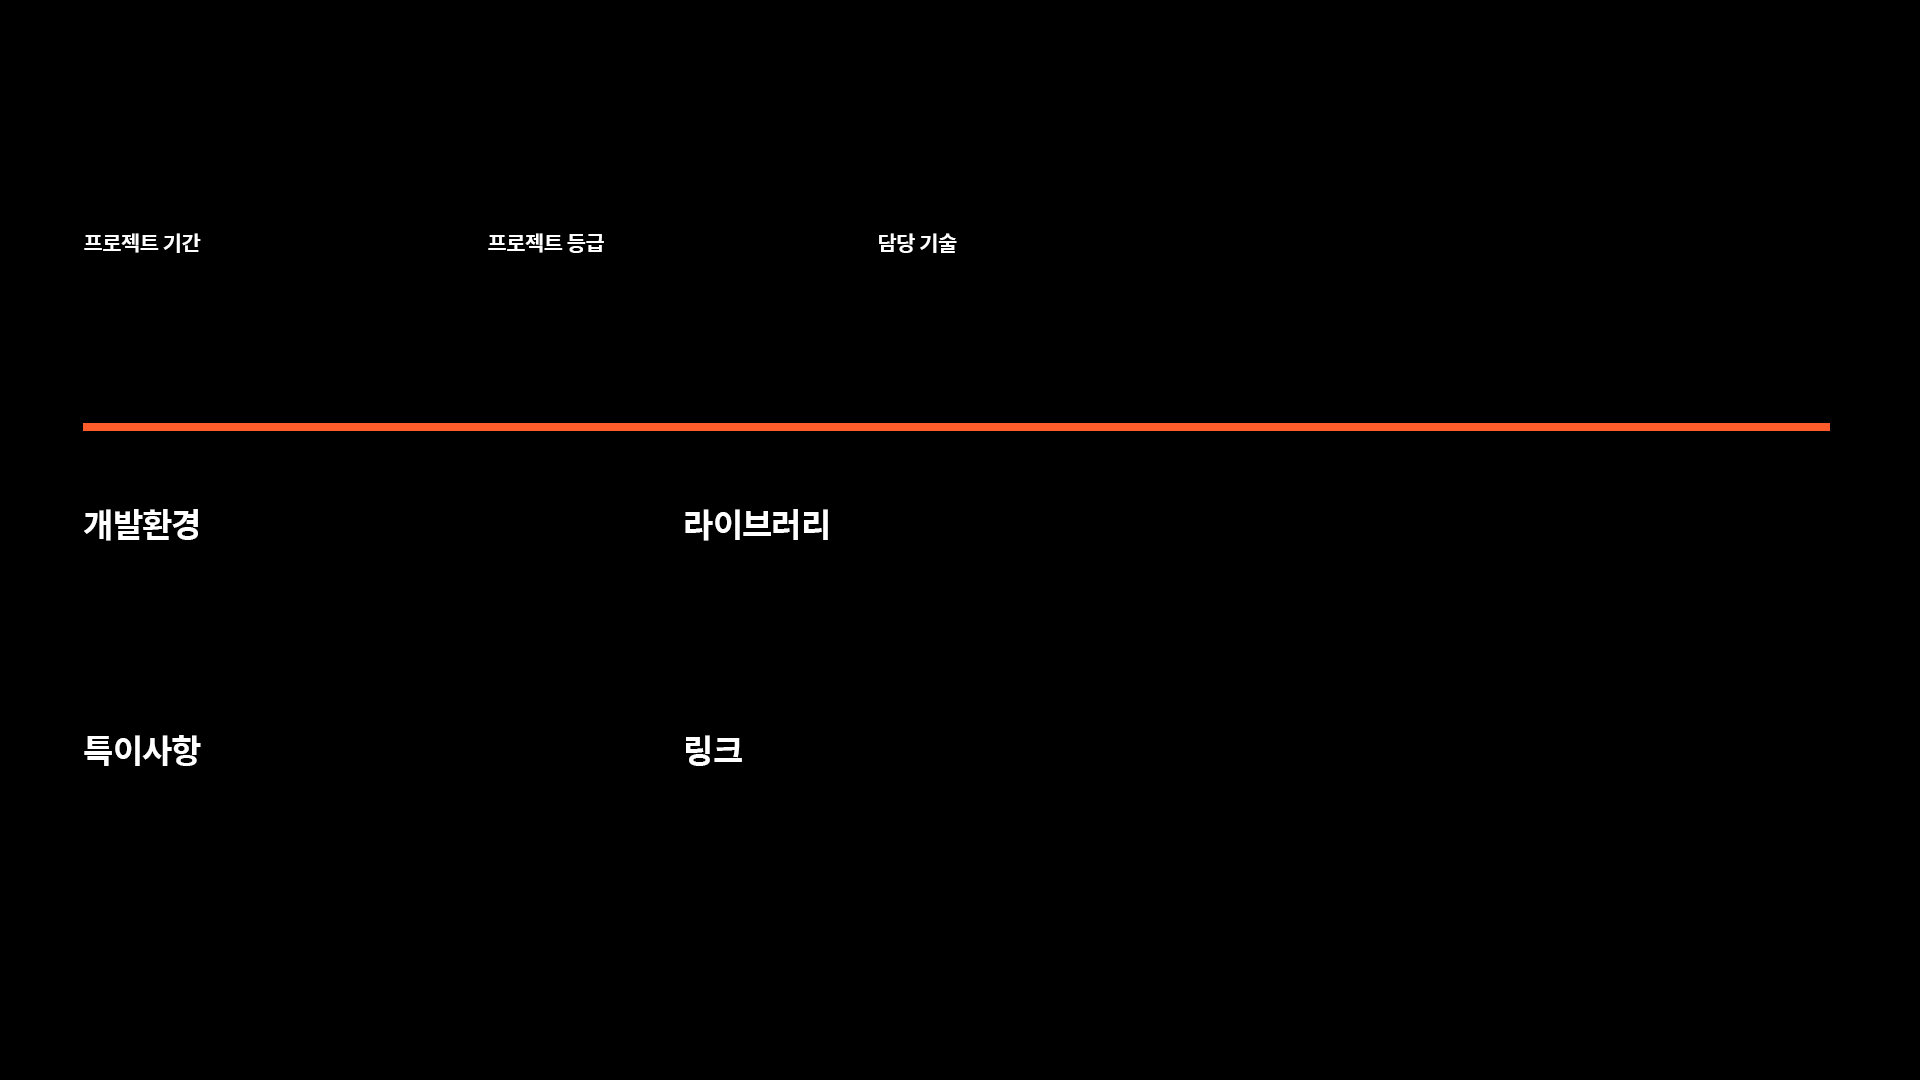 프로젝트 기간
프로젝트 등급
담당 기술
개발환경
라이브러리
특이사항
링크